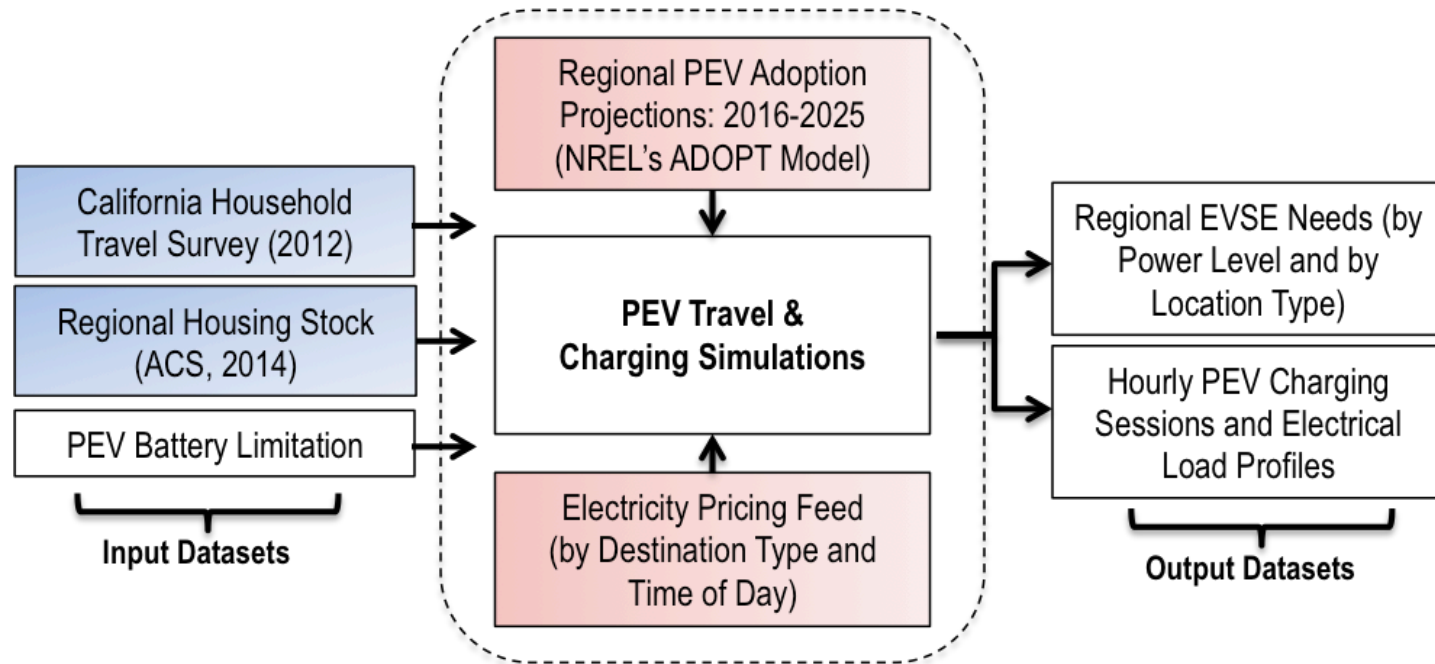 California Household
Travel Survey (2012)
Regional Housing Stock
(ACS, 2014)
PEV Battery Limitation
Input Datasets
Regional PEV Adoption
Projections: 2016-2025
(NREL's ADOPT Model)
PEV Travel &
Charging Simulations
Electricity Pricing Feed
(by Destination Type and
Time of Day)
Regional EVSE Needs (by
Power Level and by
Location Type)
Hourly PEV Charging
Sessions and Electrical
Load Profiles
Output Datasets